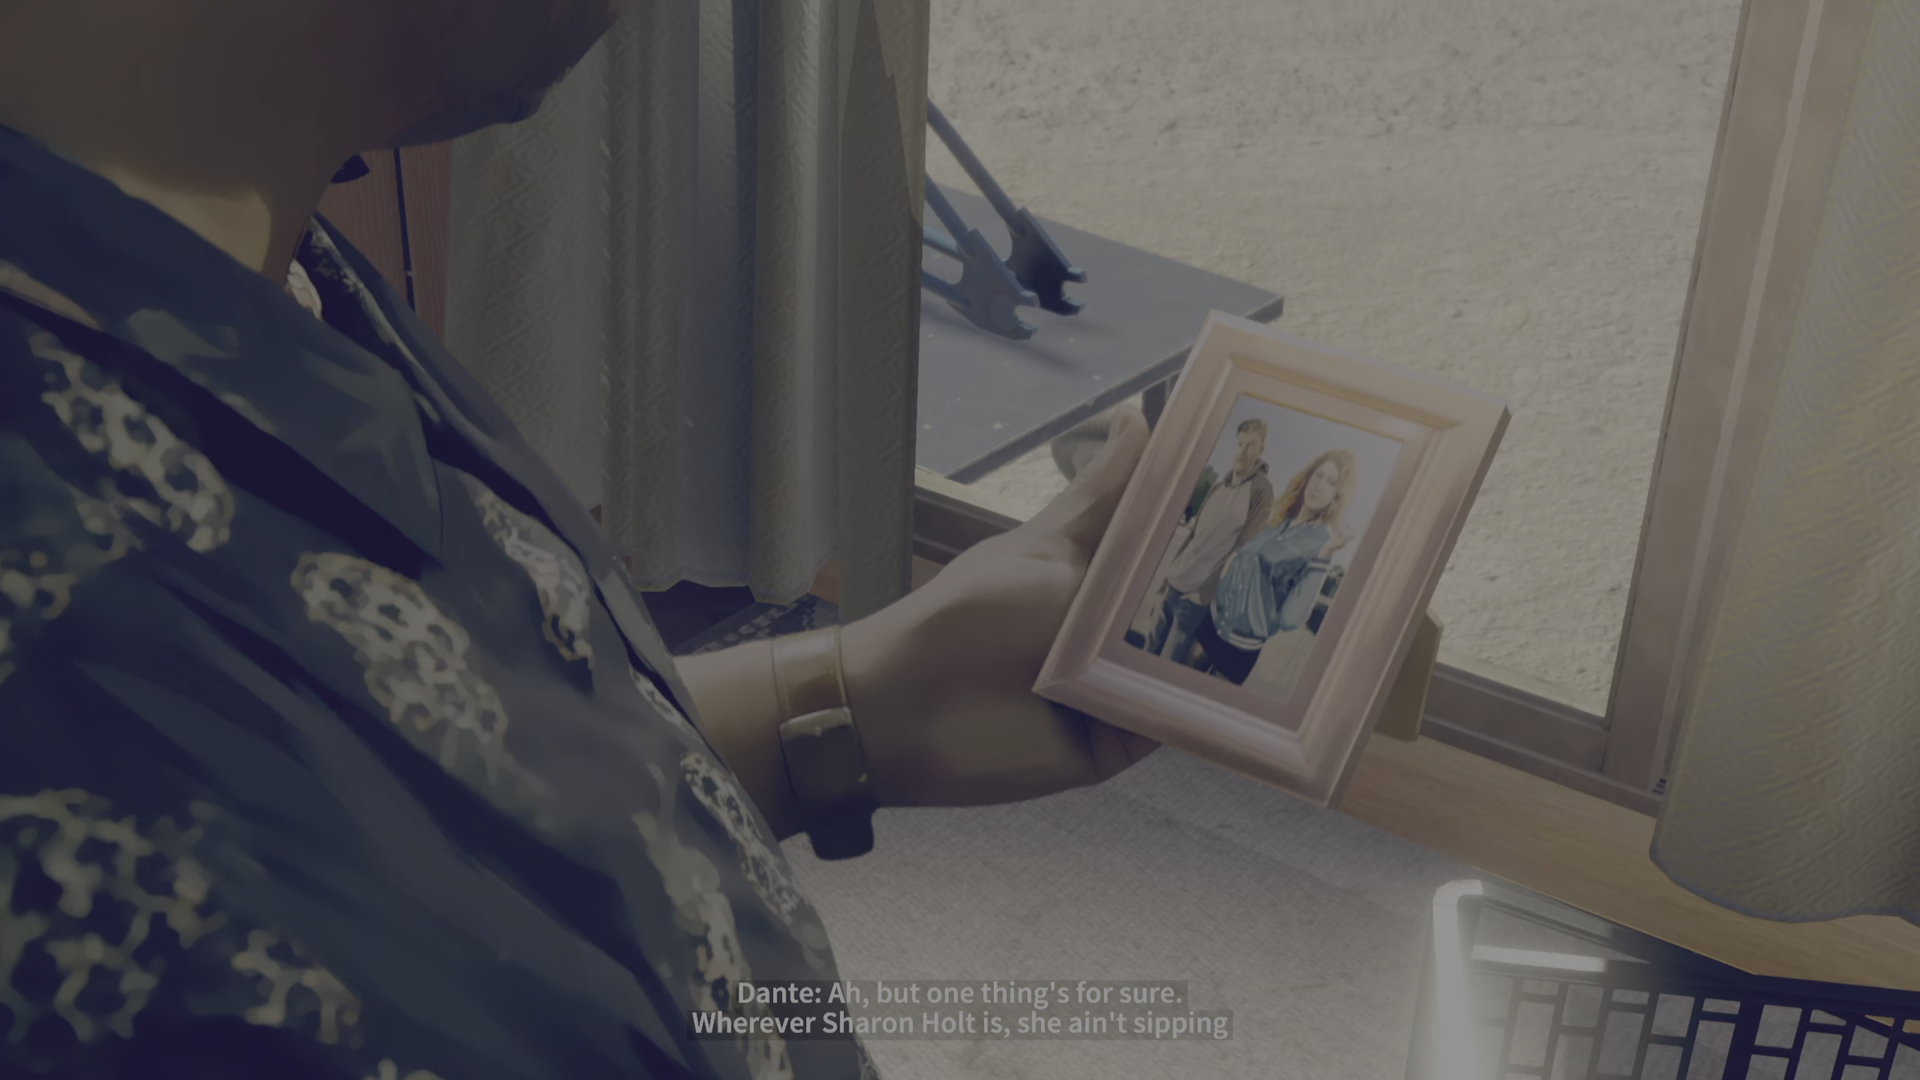 Dante: Ah, but one thing's for sure.
Wherever Sharon Holt is, she ain't sipping